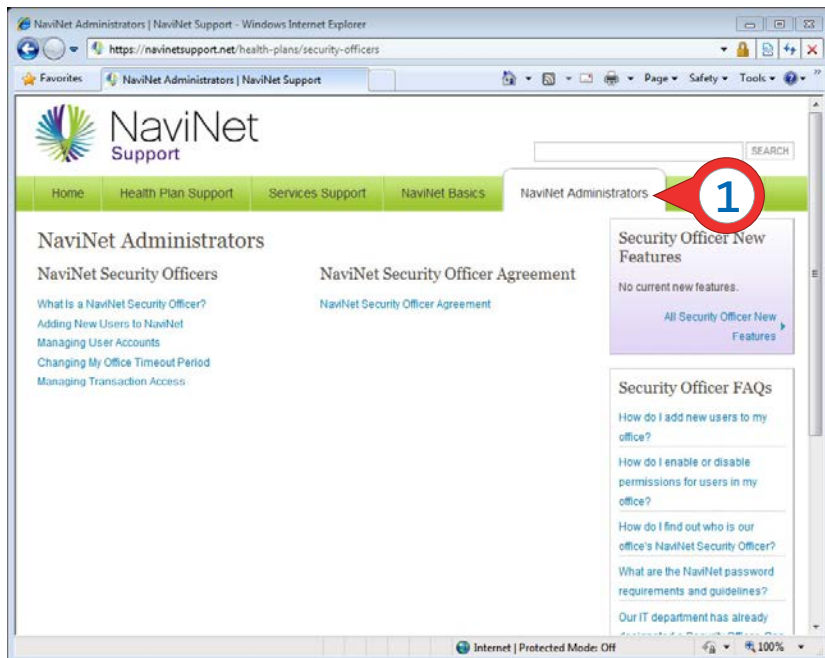 NaviNet Administrators | NaviNet Support - Windows Internet Explorer
https://navinetsupport.net/health-plans/security-officers
Favorites
NaviNet Administrators | NaviNet Support
Page
Safety
Tools
NaviNet
Support
SEARCH
Home
Health Plan Support
Services Support
NaviNet Basics
NaviNet Administrators
1
NaviNet Administrators
NaviNet Security Officers
What Is a NaviNet Security Officer?
Adding New Users to NaviNet
Managing User Accounts
Changing My Office Timeout Period
Managing Transaction Access
NaviNet Security Officer Agreement
NaviNet Security Officer Agreement
Security Officer New
Features
No current new features.
All Security Officer New
Features
Security Officer FAQs
How do I add new users to my
office?
How do I enable or disable
permissions for users in my
office?
How do I find out who is our
office's NaviNet Security Officer?
What are the NaviNet password
requirements and guidelines?
Our IT department has already
Internet | Protected Mode: Off
100%